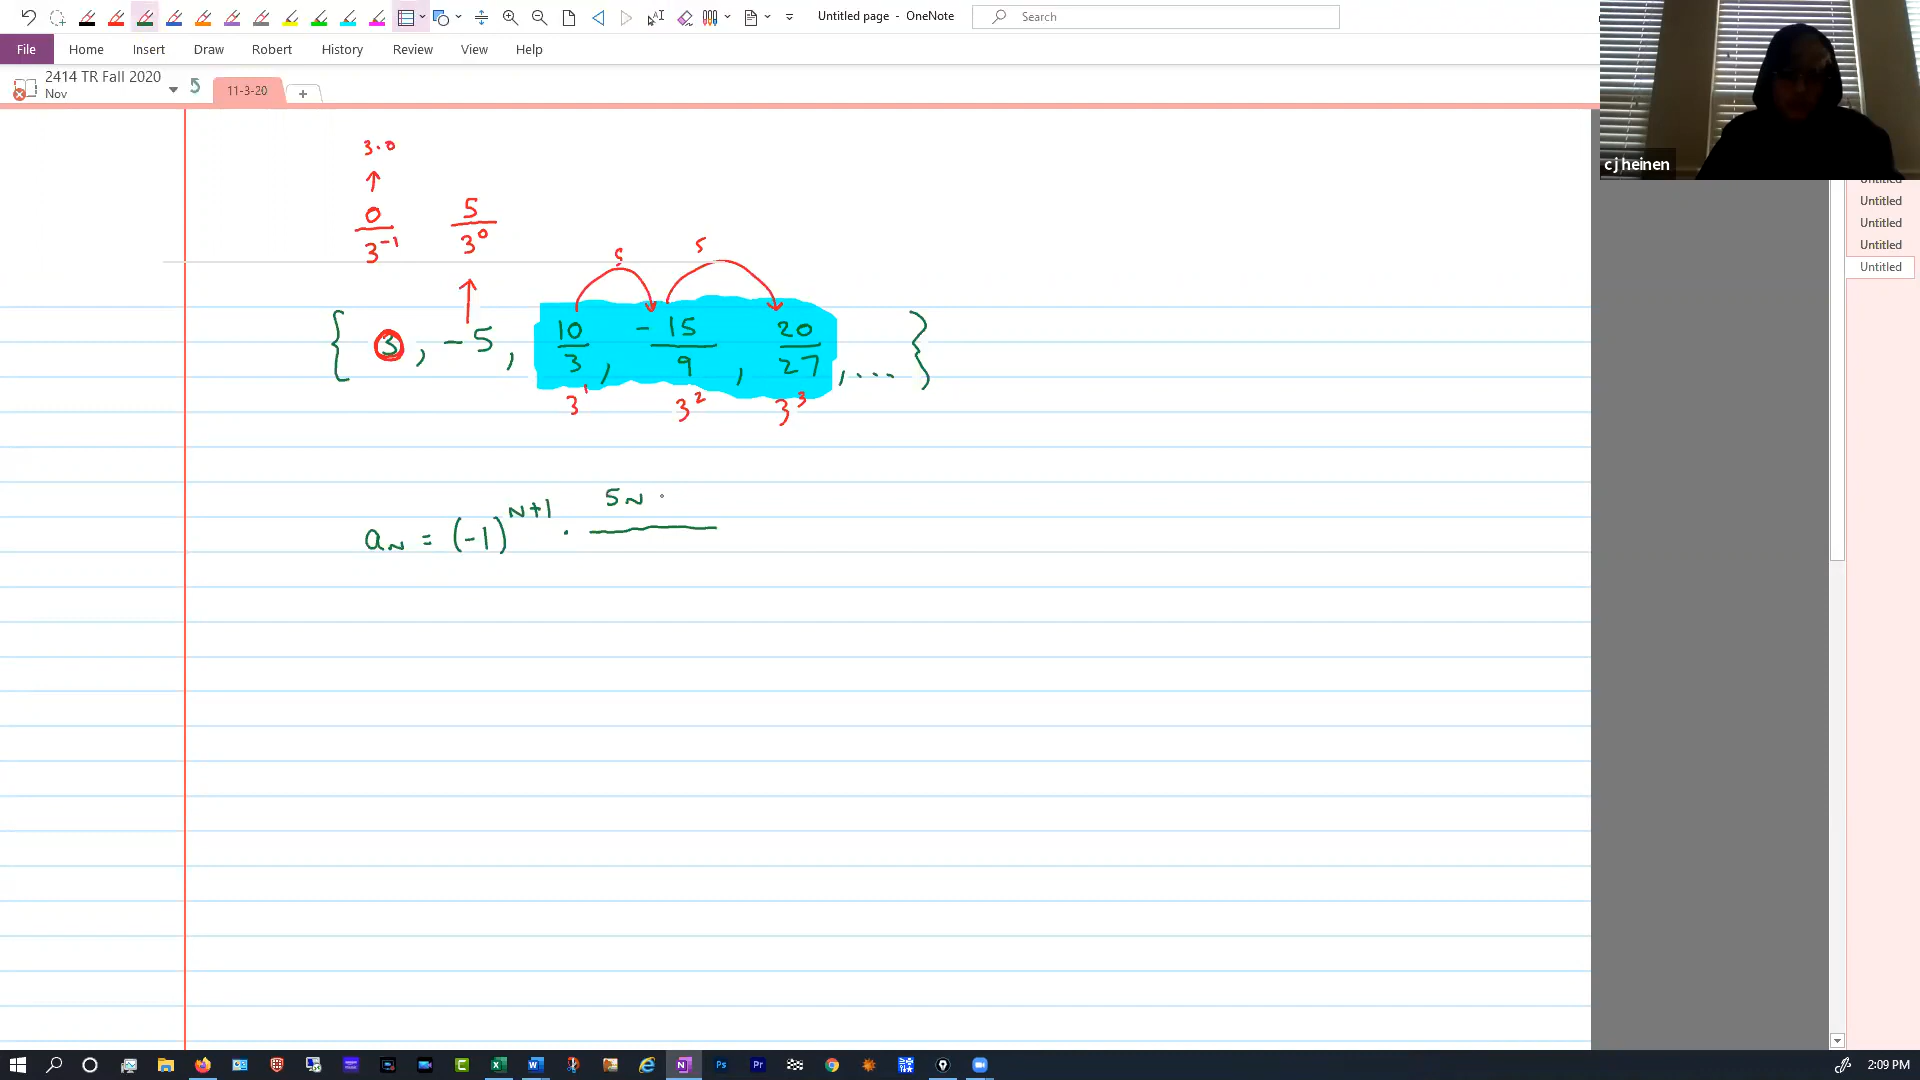 Untitled page - OneNote
Search
File Home Insert Draw Robert History Review View Help
2414 TR Fall 2020
Nov
11-3-20
+
cj heinen
Untitled
Untitled
Untitled
Untitled
Untitled
3·0
0/3^-1 5/3^0
5 5
{ 3, -5, 10/3, -15/9, 20/27, .... }
3^1 3^2 3^3
a_N = (-1)^{N+1} · 5N
2:09 PM